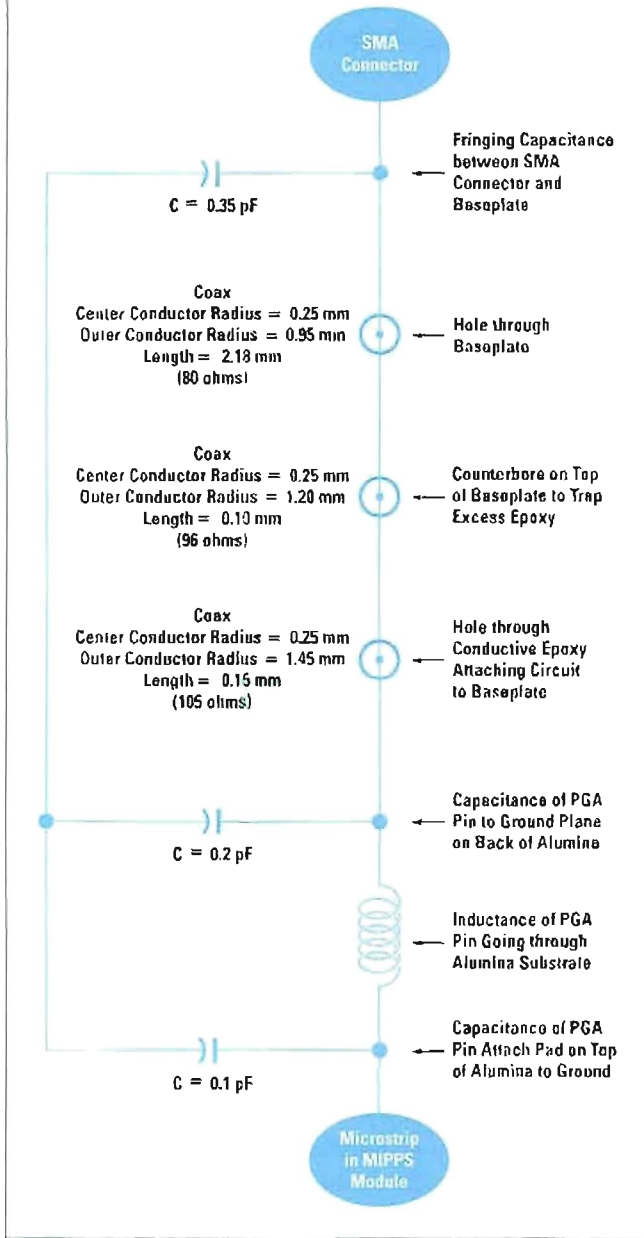 SMA
Connector
Fringing Capacitance
between SMA
Connector and
Baseplate
C = 0.35 pF
Coax
Center Conductor Radius = 0.25 mm
Outer Conductor Radius = 0.95 mm
Length = 2.18 mm
(80 ohms)
Hole through
Baseplate
Coax
Center Conductor Radius = 0.25 mm
Outer Conductor Radius = 1.20 mm
Length = 0.10 mm
(96 ohms)
Counterbore on Top
of Baseplate to Trap
Excess Epoxy
Coax
Center Conductor Radius = 0.25 mm
Outer Conductor Radius = 1.45 mm
Length = 0.15 mm
(105 ohms)
Hole through
Conductive Epoxy
Attaching Circuit
to Baseplate
Capacitance of PGA
Pin to Ground Plane
on Back of Alumina
C = 0.2 pF
Inductance of PGA
Pin Going through
Alumina Substrate
Capacitance of PGA
Pin Attach Pad on Top
of Alumina to Ground
C = 0.1 pF
Microstrip
in MIPPS
Module